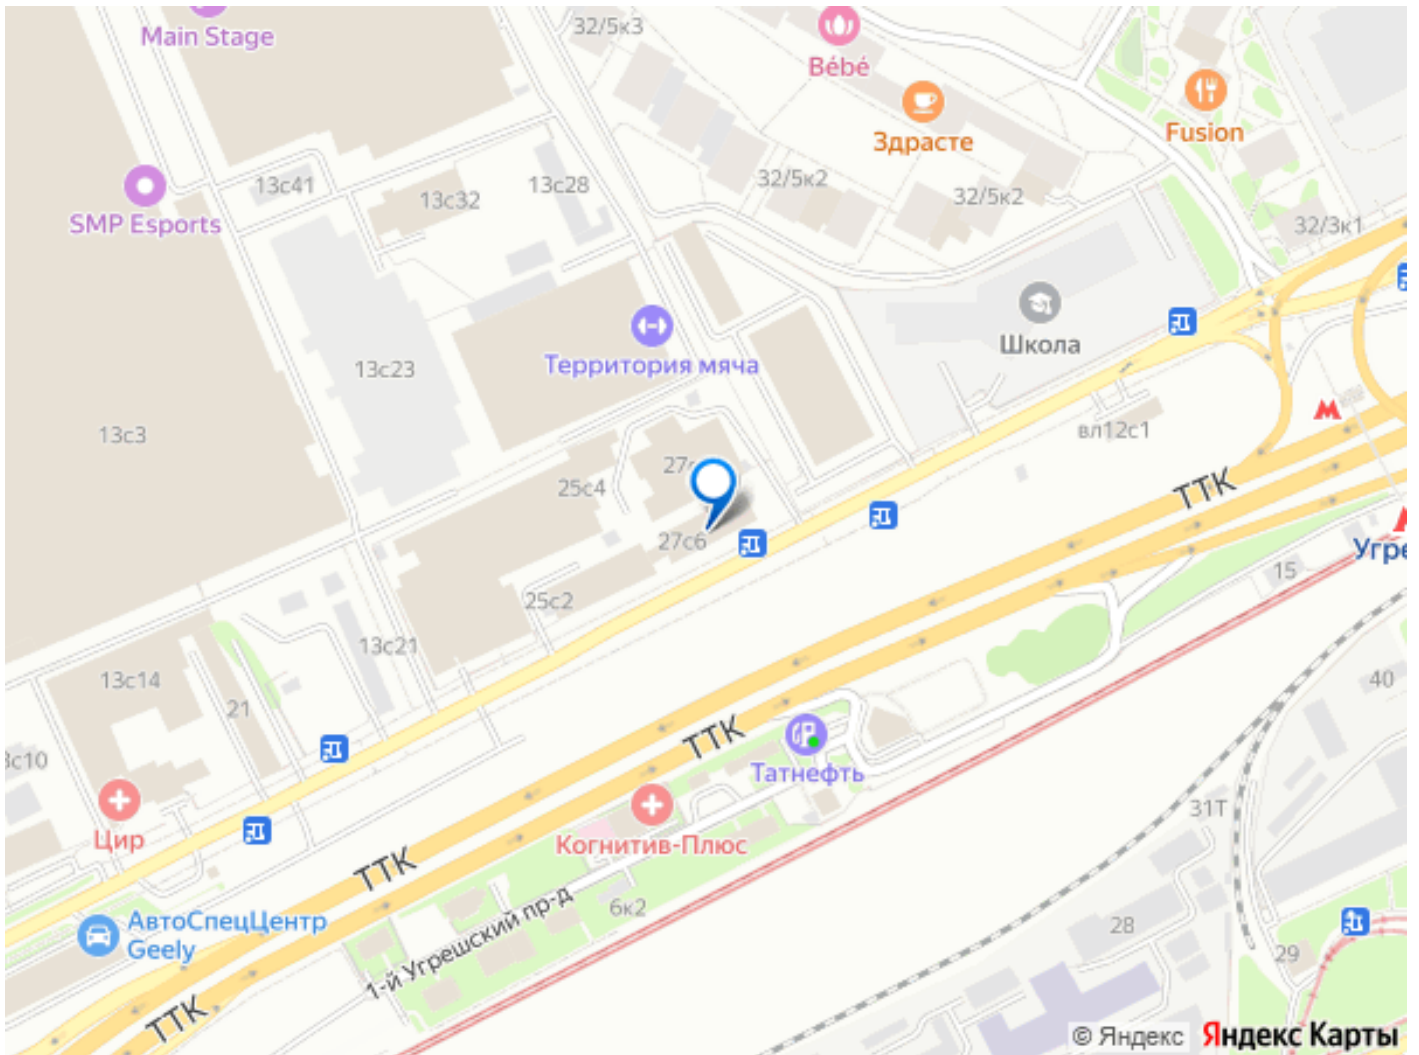 Main Stage
32/5к3
Bébé
Здрасте
Fusion
13с41
13с32
13с28
32/5к2
32/5к2
32/3к1
SMP Esports
Школа
Территория мяча
13с23
13с3
вл12с1
25с4
27с6
ТТК
Угре
15
25с2
13с21
13с14
21
40
ТТК
Татнефть
31Т
Цир
Когнитив-Плюс
ТТК
6к2
28
АвтоСпецЦентр
Geely
1-й Угрешский пр-д
29
ТТК
© Яндекс
Яндекс Карты